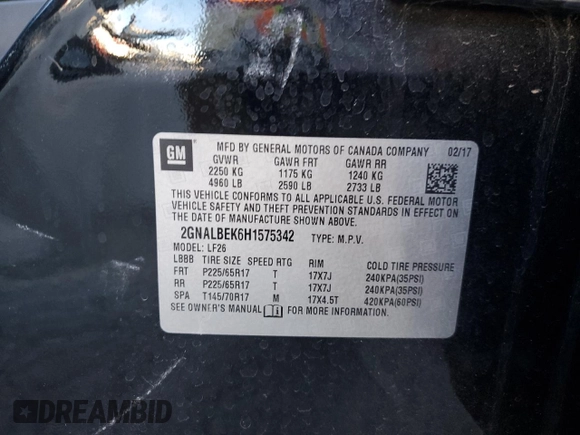 GM
MFD BY GENERAL MOTORS OF CANADA COMPANY 02/17
GVWR GAWR FRT GAWR RR
2250 KG 1175 KG 1240 KG
4960 LB 2590 LB 2733 LB
THIS VEHICLE CONFORMS TO ALL APPLICABLE U.S. FEDERAL MOTOR
VEHICLE SAFETY AND THEFT PREVENTION STANDARDS IN EFFECT ON
THE DATE OF MANUFACTURE SHOWN ABOVE.
2GNALBEK6H1575342 TYPE: M.P.V.
MODEL: LF26
LBBB TIRE SIZE SPEED RTG RIM COLD TIRE PRESSURE
FRT P225/65R17 T 17X7J 240KPA(35PSI)
RR P225/65R17 T 17X7J 240KPA(35PSI)
SPA T145/70R17 M 17X4.5T 420KPA(60PSI)
SEE OWNER'S MANUAL FOR MORE INFORMATION
DREAMBID